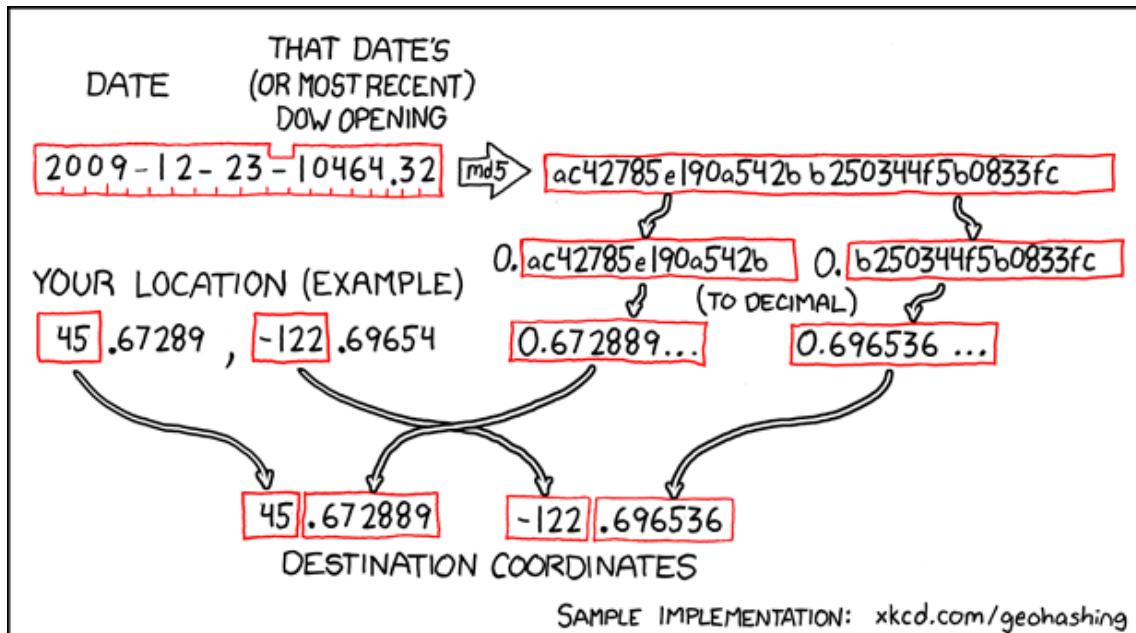 DATE
THAT DATE'S
(OR MOST RECENT)
DOW OPENING
2009-12-23-10464.32
md5
ac42785e190a542bb250344f5b0833fc
0.ac42785e190a542b
0.b250344f5b0833fc
YOUR LOCATION (EXAMPLE)
(TO DECIMAL)
45.67289, -122.69654
0.672889...
0.696536...
45.672889
-122.696536
DESTINATION COORDINATES
SAMPLE IMPLEMENTATION: xkcd.com/geohashing